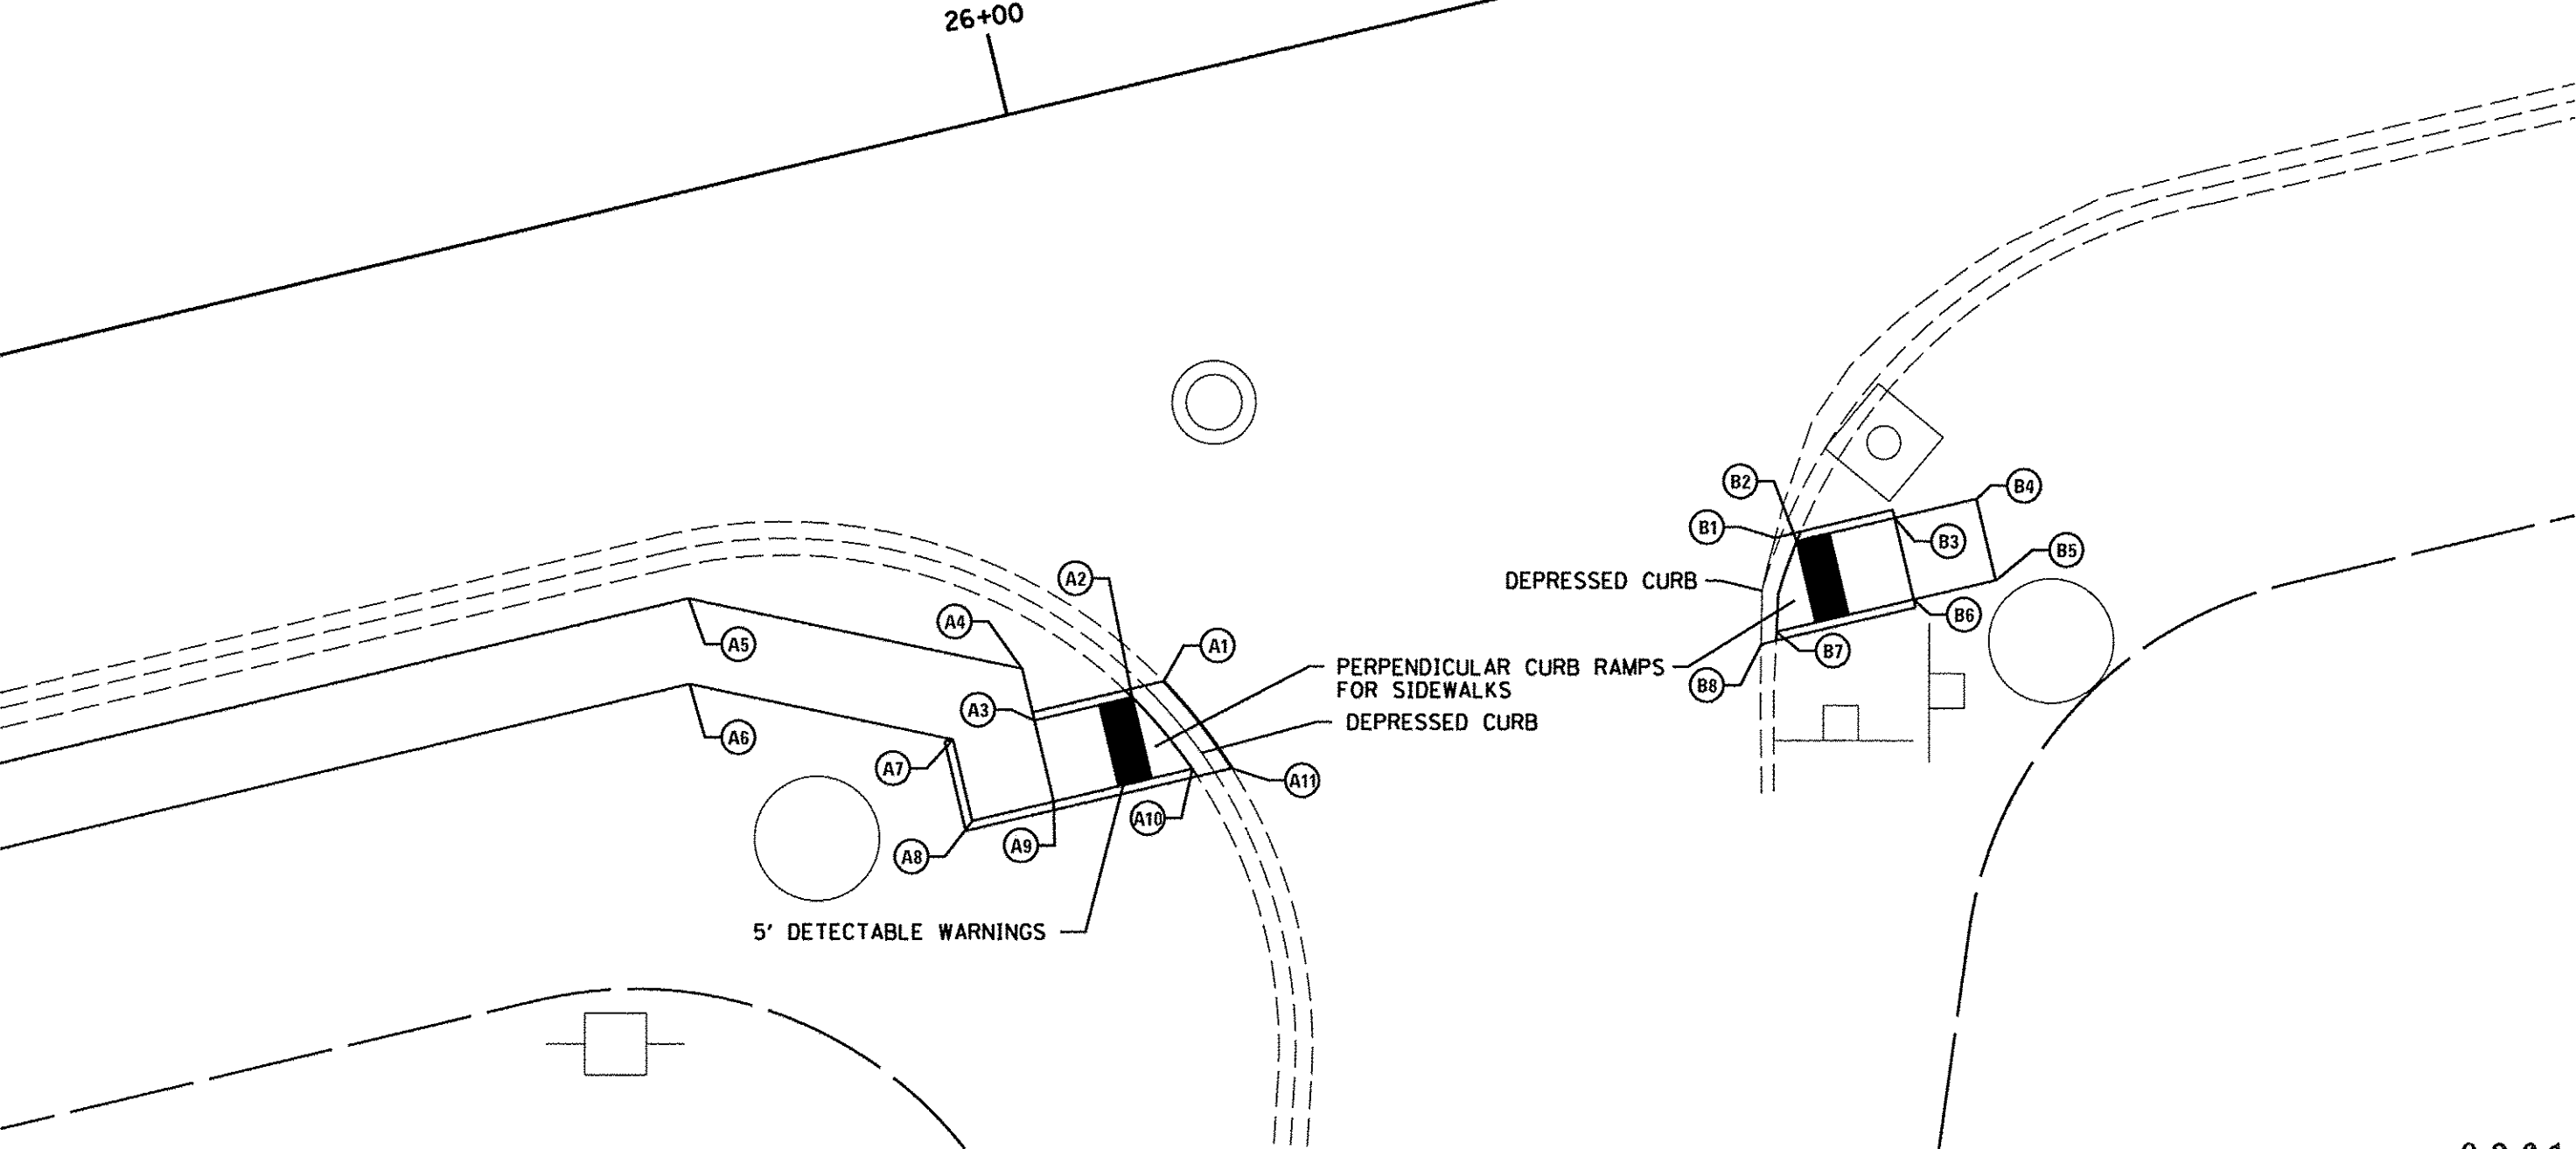 26+00
B2
B4
B1
B3
B5
A2
DEPRESSED CURB
A4
B6
A5
A1
B7
PERPENDICULAR CURB RAMPS
FOR SIDEWALKS
B8
A3
DEPRESSED CURB
A6
A7
A11
A10
A9
A8
5' DETECTABLE WARNINGS